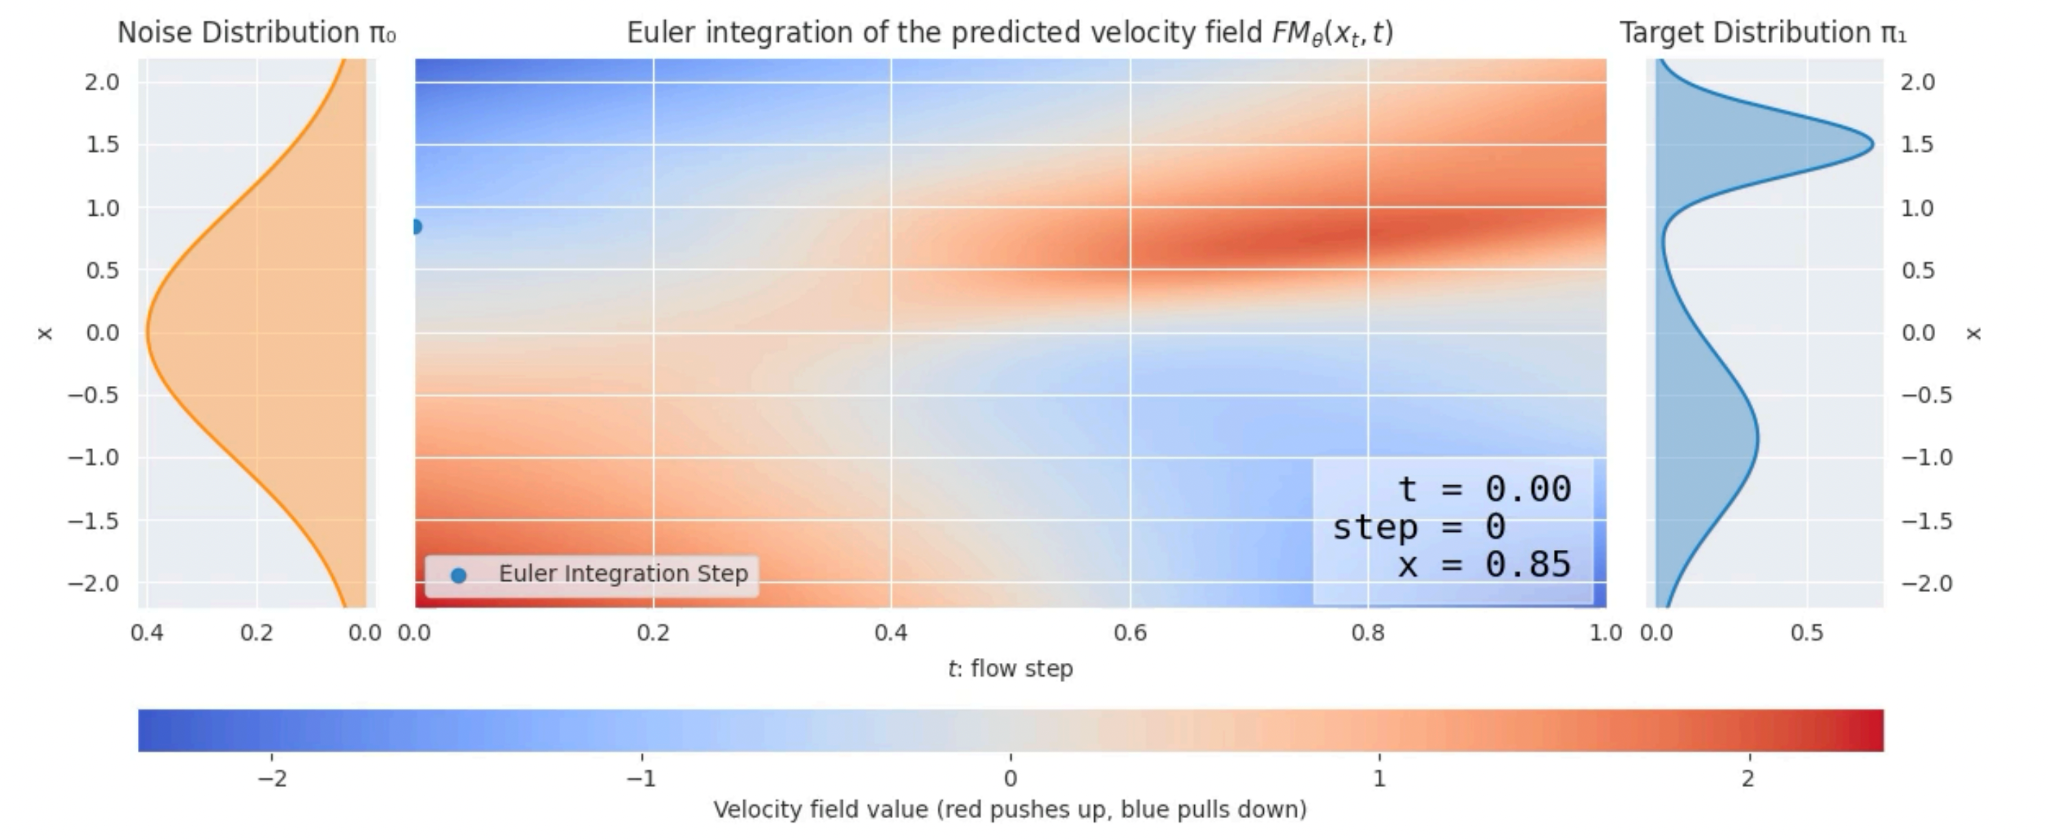 Noise Distribution π₀
Euler integration of the predicted velocity field FM_θ(x_t, t)
Target Distribution π₁
2.0
1.5
1.0
0.5
0.0
−0.5
−1.0
−1.5
−2.0
x
0.4 0.2 0.0
t = 0.00
step = 0
x = 0.85
Euler Integration Step
0.0 0.2 0.4 0.6 0.8 1.0
t: flow step
2.0
1.5
1.0
0.5
0.0
−0.5
−1.0
−1.5
−2.0
x
0.0 0.5
−2 −1 0 1 2
Velocity field value (red pushes up, blue pulls down)